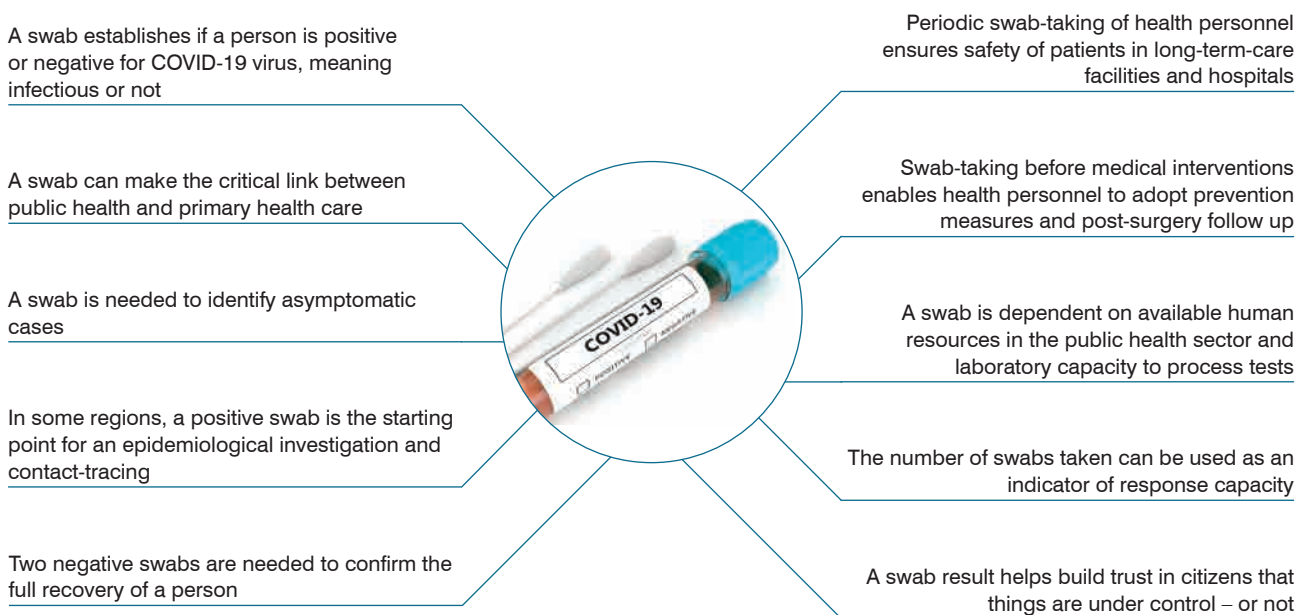 A swab establishes if a person is positive
or negative for COVID-19 virus, meaning
infectious or not
A swab can make the critical link between
public health and primary health care
A swab is needed to identify asymptomatic
cases
In some regions, a positive swab is the starting
point for an epidemiological investigation and
contact-tracing
Two negative swabs are needed to confirm the
full recovery of a person
COVID-19
POSITIVE
NEGATIVE
Periodic swab-taking of health personnel
ensures safety of patients in long-term-care
facilities and hospitals
Swab-taking before medical interventions
enables health personnel to adopt prevention
measures and post-surgery follow up
A swab is dependent on available human
resources in the public health sector and
laboratory capacity to process tests
The number of swabs taken can be used as an
indicator of response capacity
A swab result helps build trust in citizens that
things are under control – or not